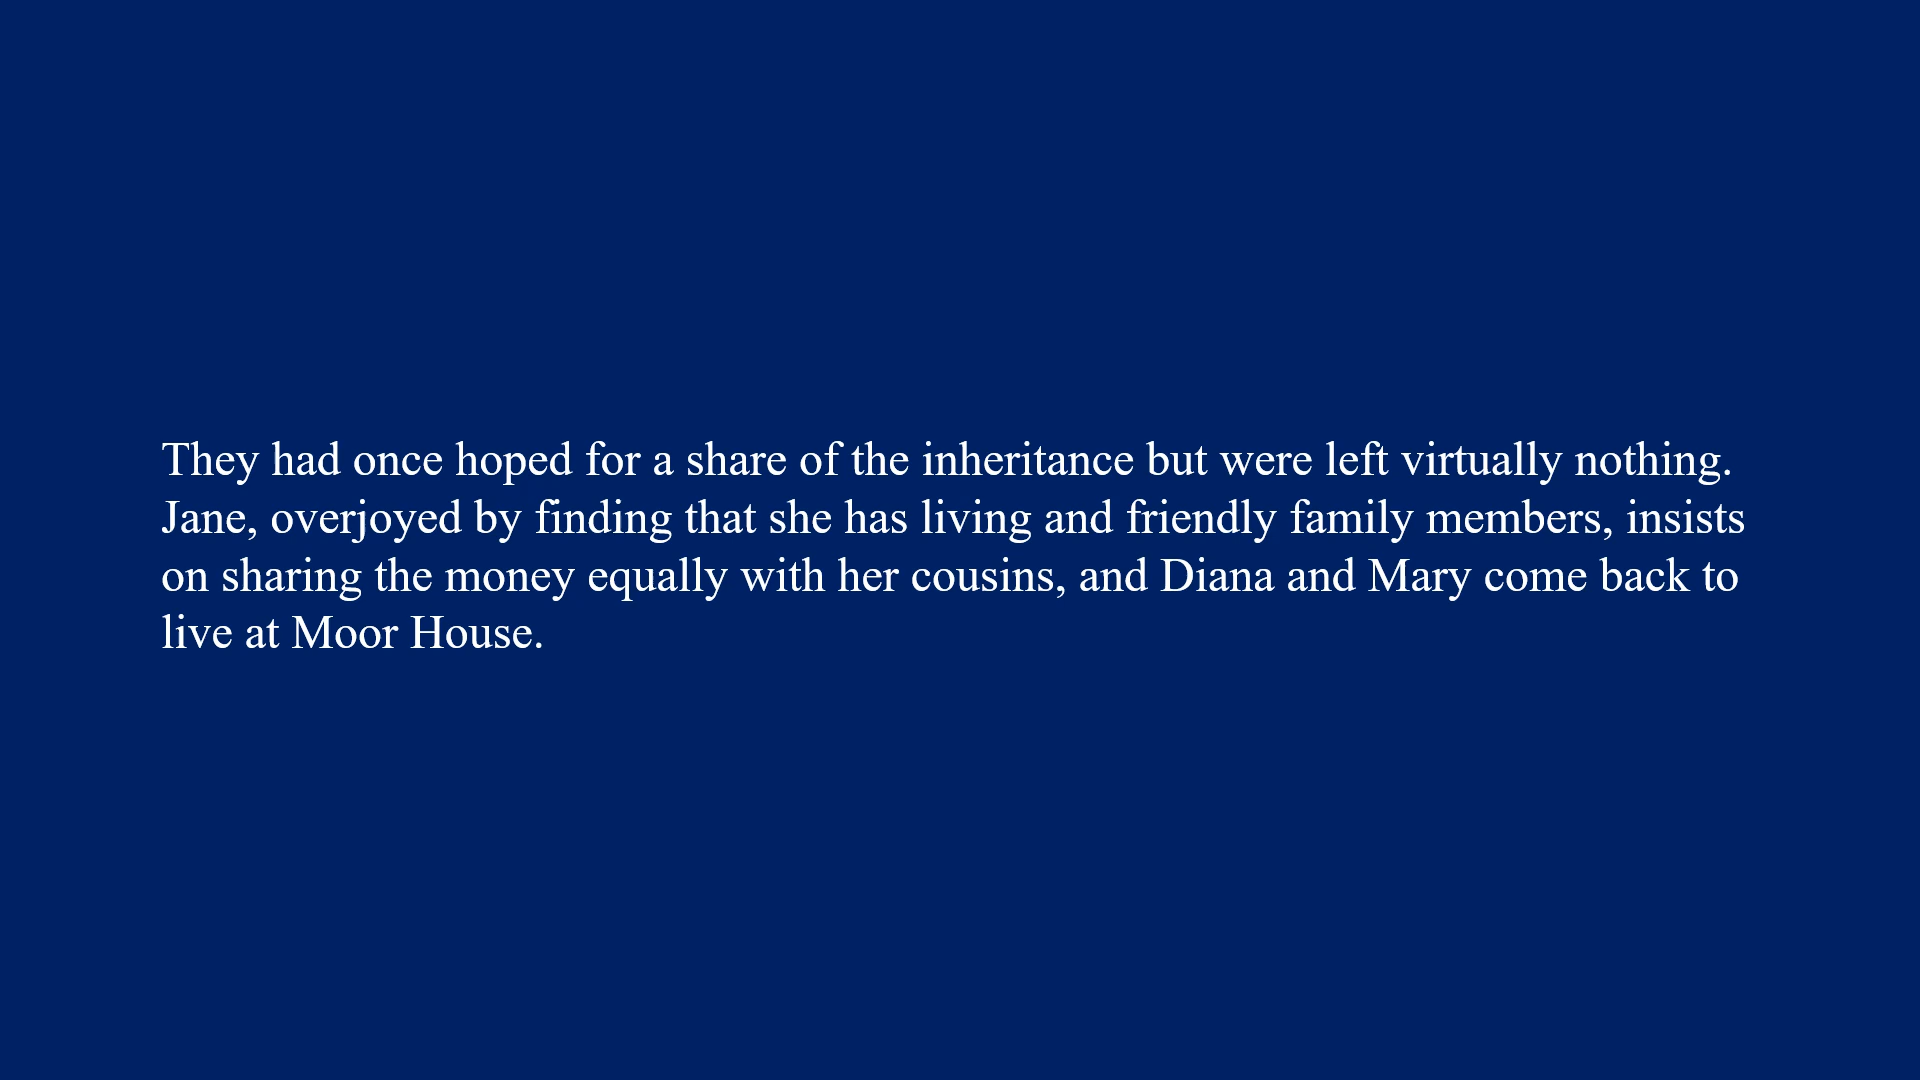 They had once hoped for a share of the inheritance but were left virtually nothing.
Jane, overjoyed by finding that she has living and friendly family members, insists
on sharing the money equally with her cousins, and Diana and Mary come back to
live at Moor House.